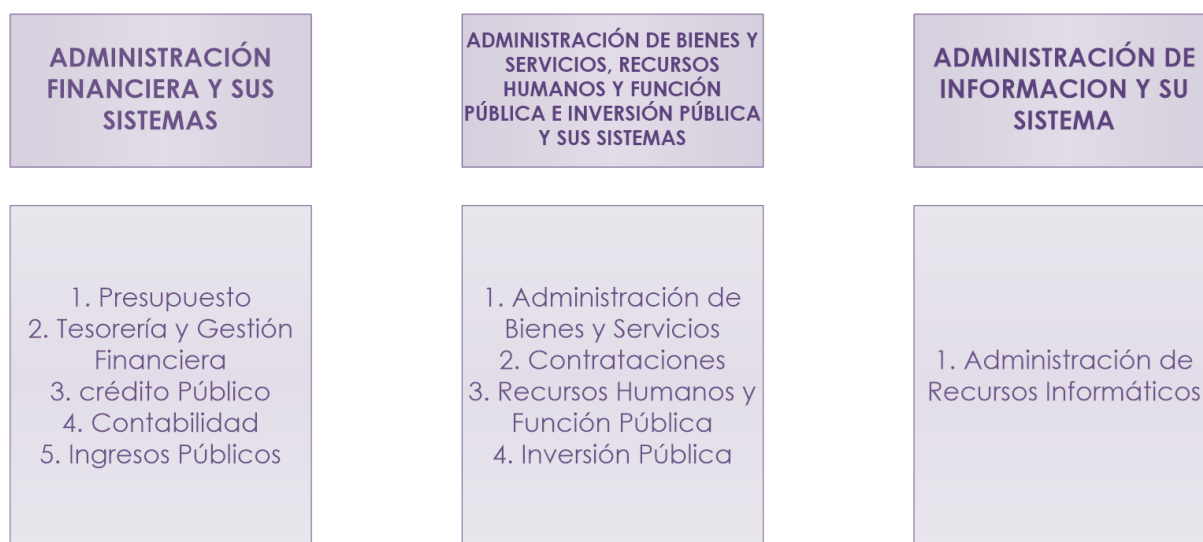 ADMINISTRACIÓN
FINANCIERA Y SUS
SISTEMAS
1. Presupuesto
2. Tesorería y Gestión
Financiera
3. crédito Público
4. Contabilidad
5. Ingresos Públicos
ADMINISTRACIÓN DE BIENES Y
SERVICIOS, RECURSOS
HUMANOS Y FUNCIÓN
PÚBLICA E INVERSIÓN PÚBLICA
Y SUS SISTEMAS
1. Administración de
Bienes y Servicios
2. Contrataciones
3. Recursos Humanos y
Función Pública
4. Inversión Pública
ADMINISTRACIÓN DE
INFORMACION Y SU
SISTEMA
1. Administración de
Recursos Informáticos